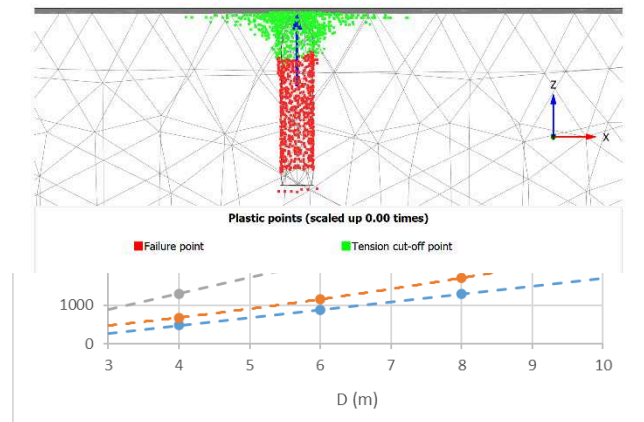 Z
X
Plastic points (scaled up 0.00 times)
Failure point Tension cut-off point
1000
0
3 4 5 6 7 8 9 10
D (m)